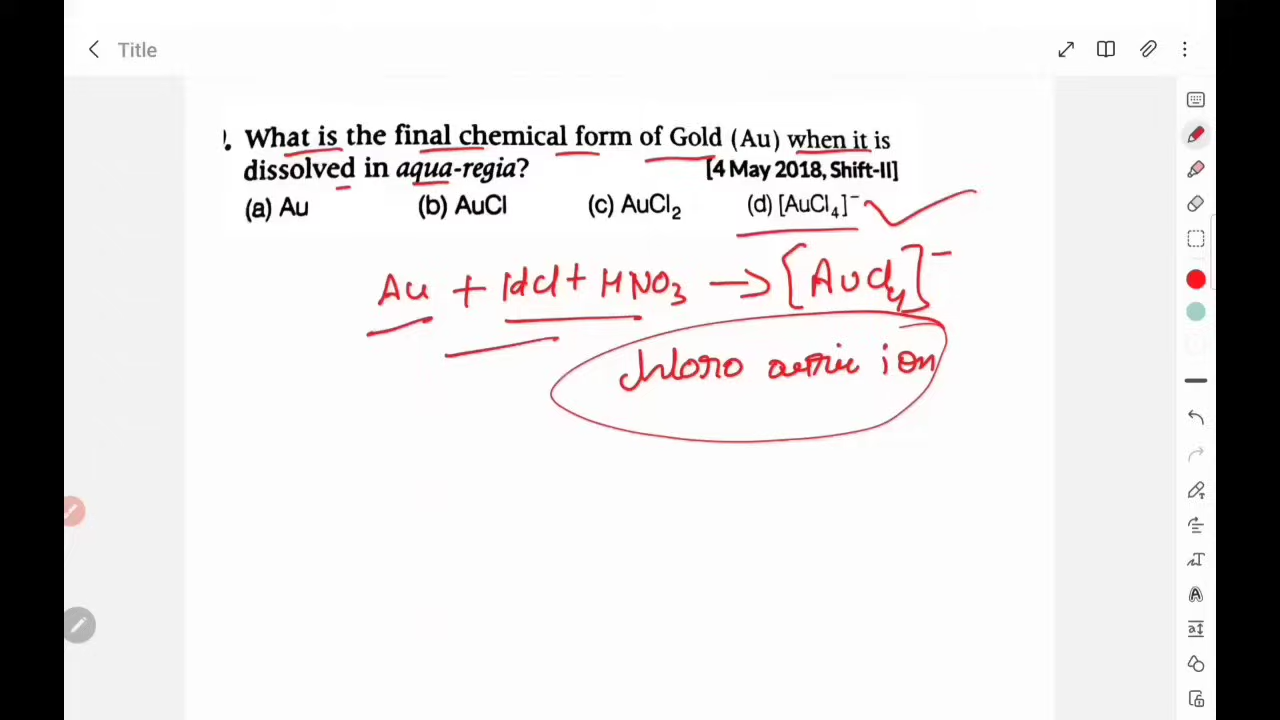 Title
. What is the final chemical form of Gold (Au) when it is
dissolved in aqua-regia? [4 May 2018, Shift-II]
(a) Au (b) AuCl (c) AuCl₂ (d) [AuCl₄]⁻
Au + HCl + HNO₃ → [AuCl₄]⁻
chloro auric ion